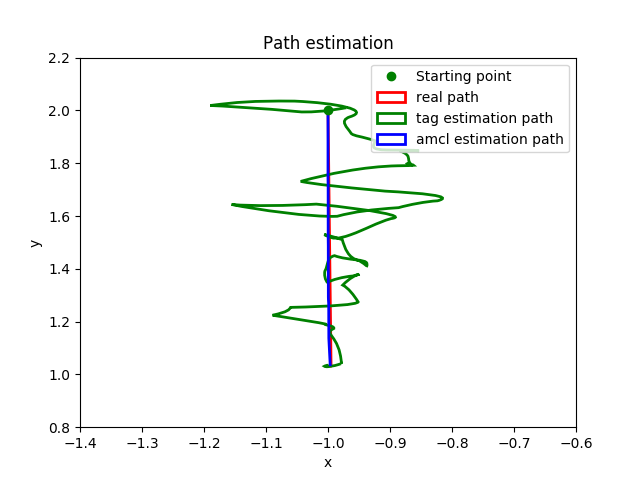 Path estimation
Starting point
real path
tag estimation path
amcl estimation path
2.2
2.0
1.8
1.6
1.4
1.2
1.0
0.8
y
−1.4 −1.3 −1.2 −1.1 −1.0 −0.9 −0.8 −0.7 −0.6
x